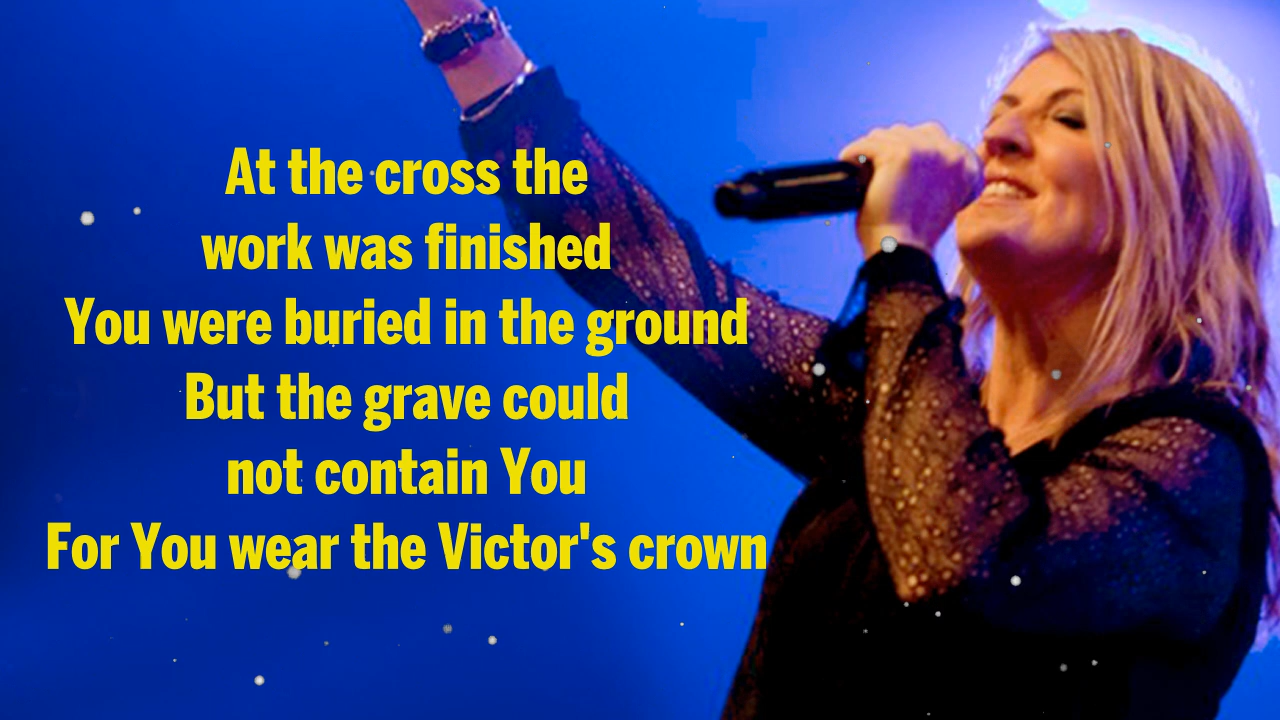 At the cross the
work was finished
You were buried in the ground
But the grave could
not contain You
For You wear the Victor's crown